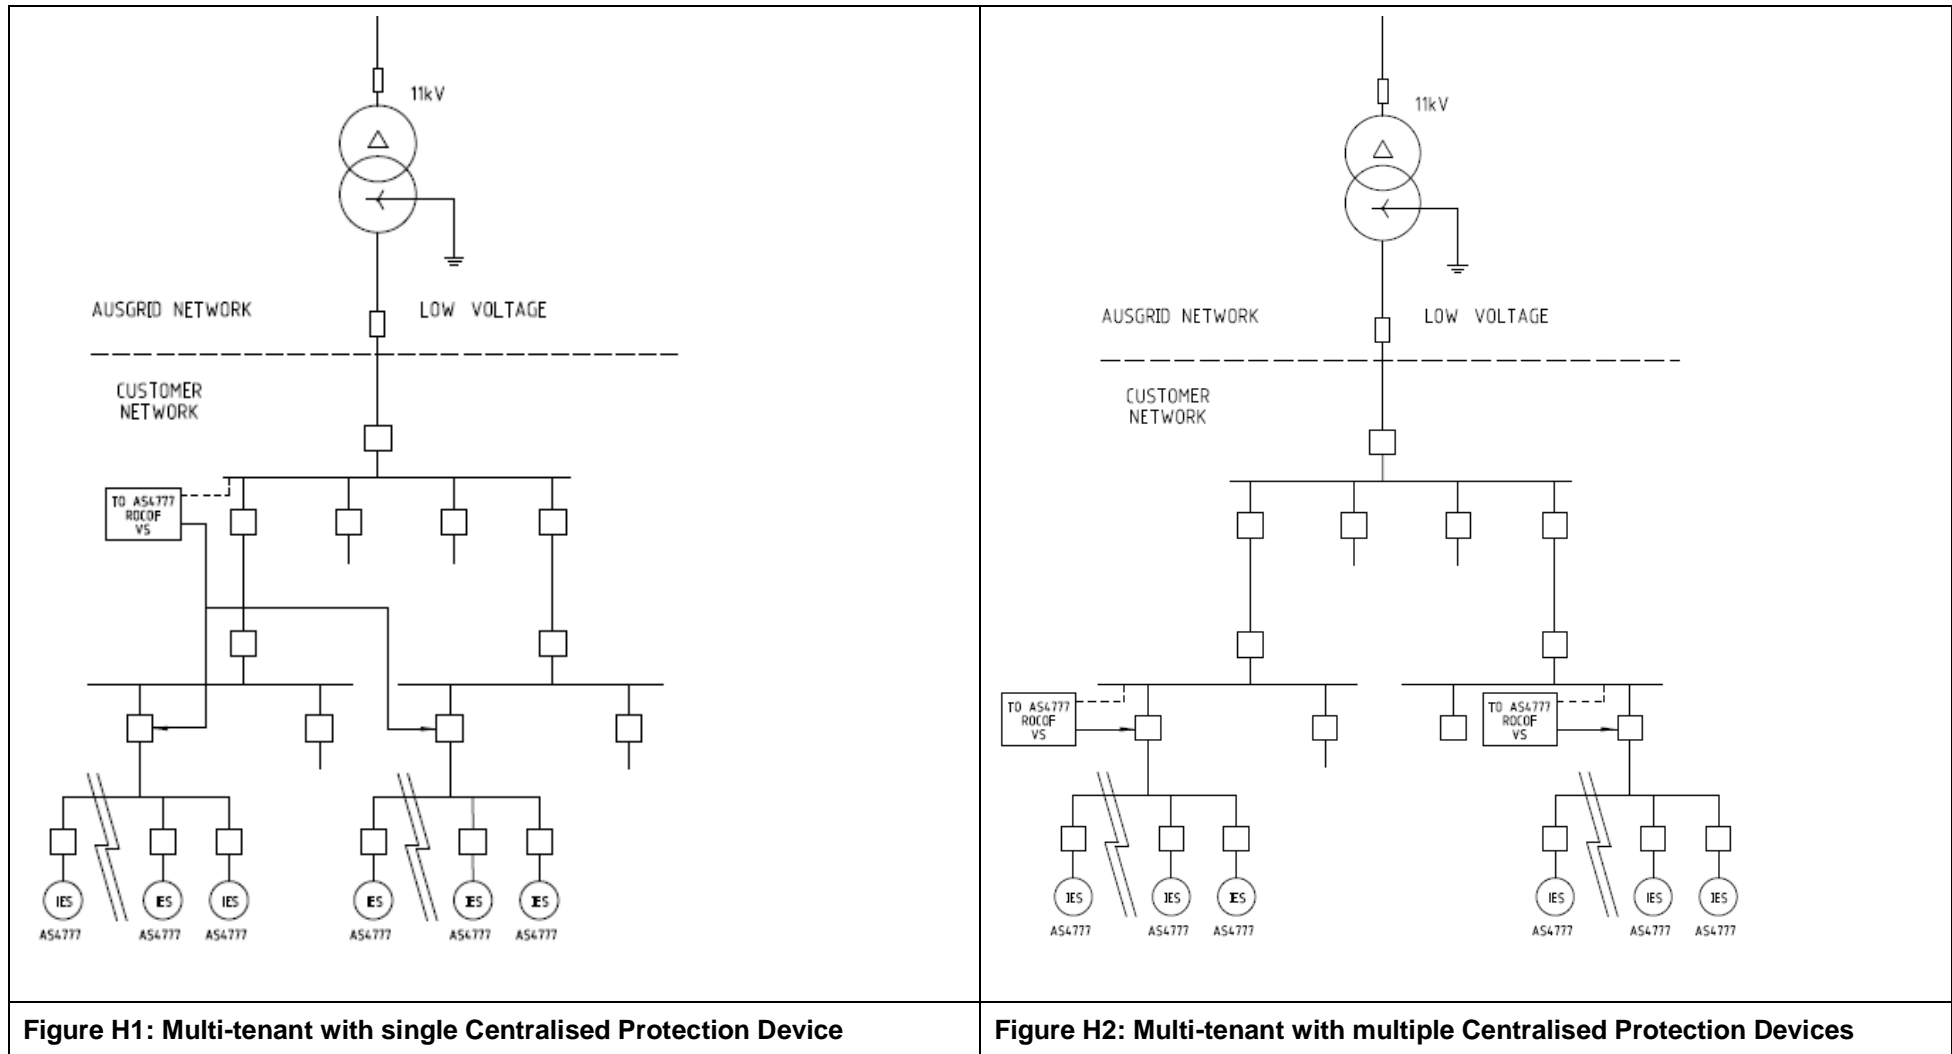 11kV
AUSGRID NETWORK
LOW VOLTAGE
CUSTOMER
NETWORK
TO AS4777
ROCOF
VS
IES
IES
IES
IES
IES
IES
AS4777
AS4777
AS4777
AS4777
AS4777
AS4777
Figure H1: Multi-tenant with single Centralised Protection Device
11kV
AUSGRID NETWORK
LOW VOLTAGE
CUSTOMER
NETWORK
TO AS4777
ROCOF
VS
TO AS4777
ROCOF
VS
IES
IES
IES
IES
IES
IES
AS4777
AS4777
AS4777
AS4777
AS4777
AS4777
Figure H2: Multi-tenant with multiple Centralised Protection Devices